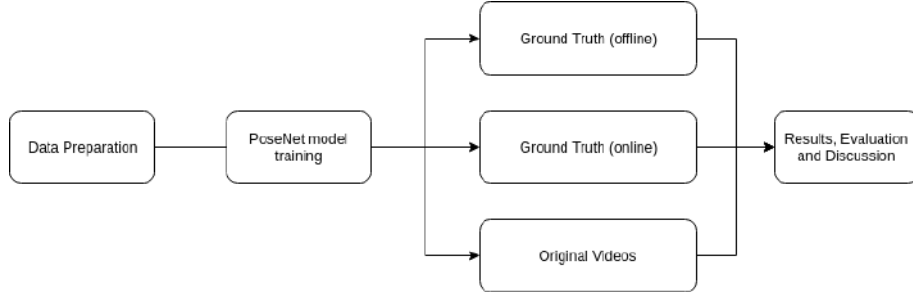 Ground Truth (offline)
Data Preparation
PoseNet model
training
Ground Truth (online)
Results, Evaluation
and Discussion
Original Videos